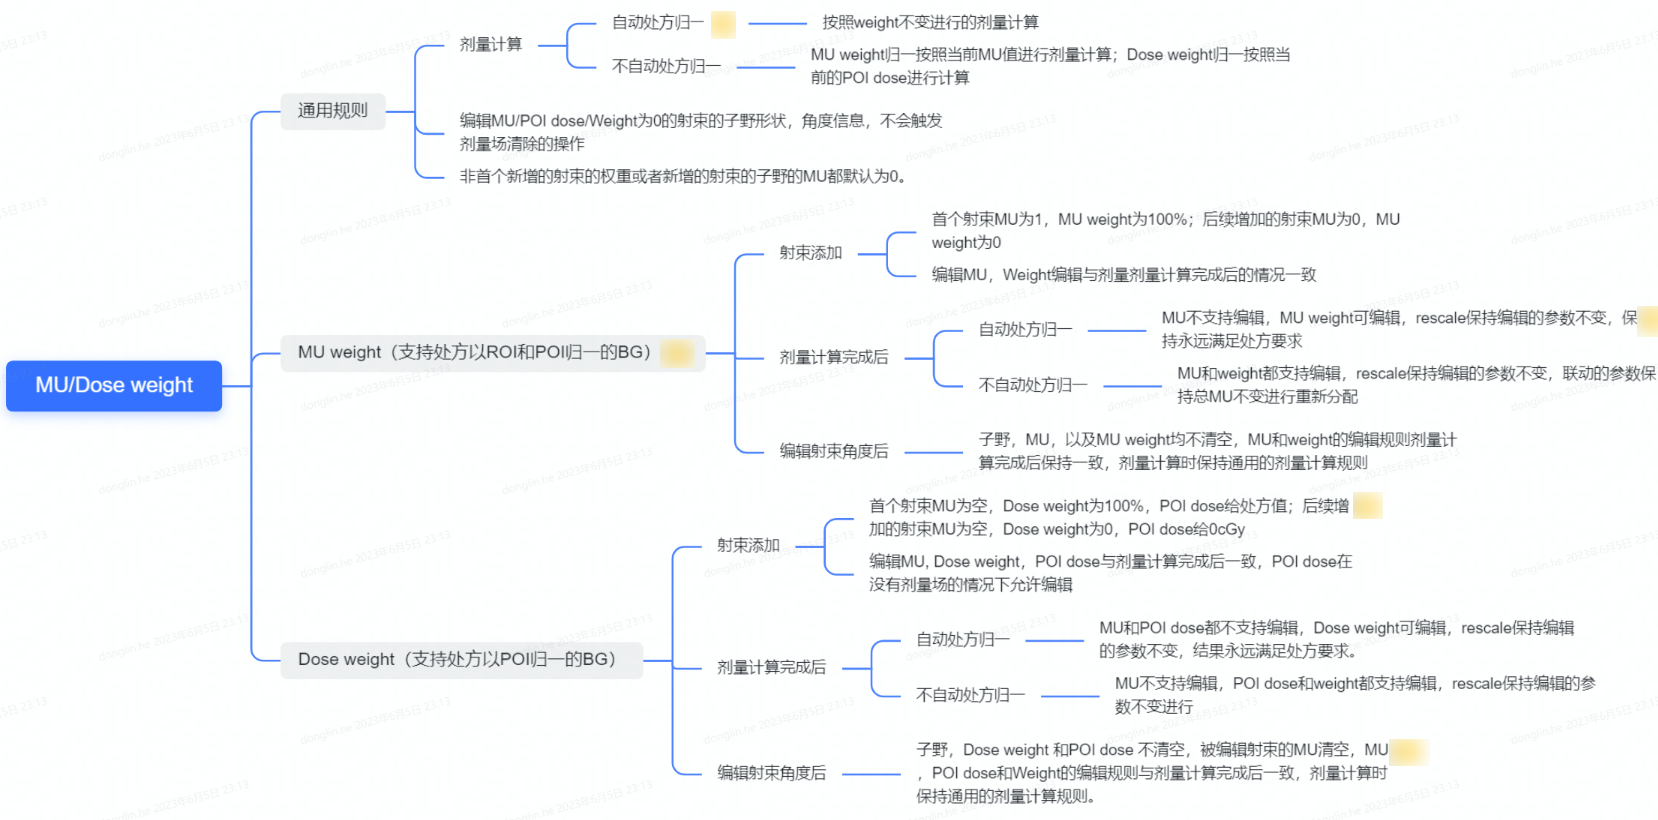 MU/Dose weight
通用规则
剂量计算
自动处方归一
按照weight不变进行的剂量计算
不自动处方归一
MU weight归一按照当前MU值进行剂量计算；Dose weight归一按照当
前的POI dose进行计算
编辑MU/POI dose/Weight为0的射束的子野形状，角度信息，不会触发
剂量场清除的操作
非首个新增的射束的权重或者新增的射束的子野的MU都默认为0。
MU weight（支持处方以ROI和POI归一的BG）
射束添加
首个射束MU为1，MU weight为100%；后续增加的射束MU为0，MU
weight为0
编辑MU，Weight编辑与剂量剂量计算完成后的情况一致
剂量计算完成后
自动处方归一
MU不支持编辑，MU weight可编辑，rescale保持编辑的参数不变，保
持永远满足处方要求
不自动处方归一
MU和weight都支持编辑，rescale保持编辑的参数不变，联动的参数保
持总MU不变进行重新分配
编辑射束角度后
子野，MU，以及MU weight均不清空，MU和weight的编辑规则剂量计
算完成后保持一致，剂量计算时保持通用的剂量计算规则
Dose weight（支持处方以POI归一的BG）
射束添加
首个射束MU为空，Dose weight为100%，POI dose给处方值；后续增
加的射束MU为空，Dose weight为0，POI dose给0cGy
编辑MU, Dose weight，POI dose与剂量计算完成后一致，POI dose在
没有剂量场的情况下允许编辑
剂量计算完成后
自动处方归一
MU和POI dose都不支持编辑，Dose weight可编辑，rescale保持编辑
的参数不变，结果永远满足处方要求。
不自动处方归一
MU不支持编辑，POI dose和weight都支持编辑，rescale保持编辑的参
数不变进行
编辑射束角度后
子野，Dose weight 和POI dose 不清空，被编辑射束的MU清空，MU
，POI dose和Weight的编辑规则与剂量计算完成后一致，剂量计算时
保持通用的剂量计算规则。
donglin.he 2023年6月5日 23:13